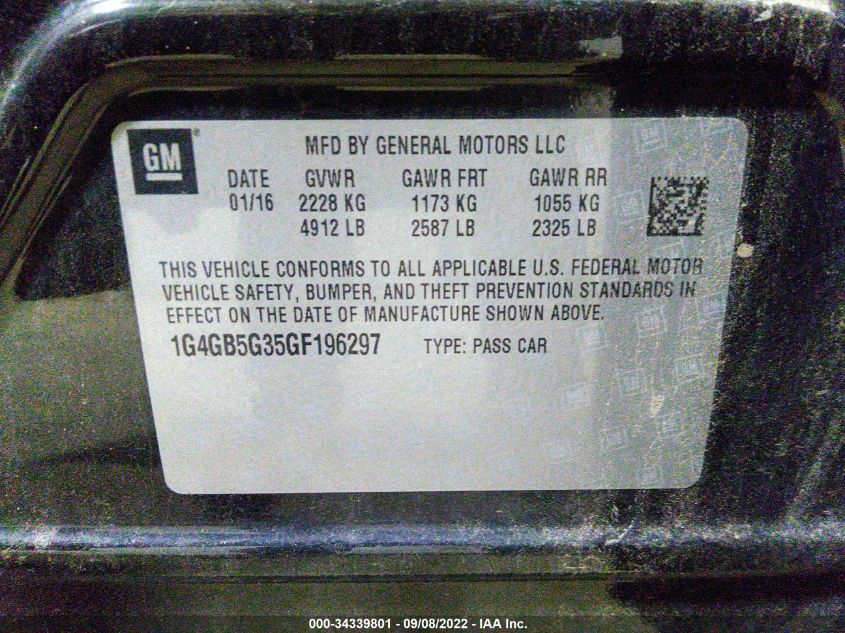 GM ®
MFD BY GENERAL MOTORS LLC
DATE GVWR GAWR FRT GAWR RR
01/16 2228 KG 1173 KG 1055 KG
4912 LB 2587 LB 2325 LB
THIS VEHICLE CONFORMS TO ALL APPLICABLE U.S. FEDERAL MOTOR
VEHICLE SAFETY, BUMPER, AND THEFT PREVENTION STANDARDS IN
EFFECT ON THE DATE OF MANUFACTURE SHOWN ABOVE.
1G4GB5G35GF196297 TYPE: PASS CAR
000-34339801 - 09/08/2022 - IAA Inc.